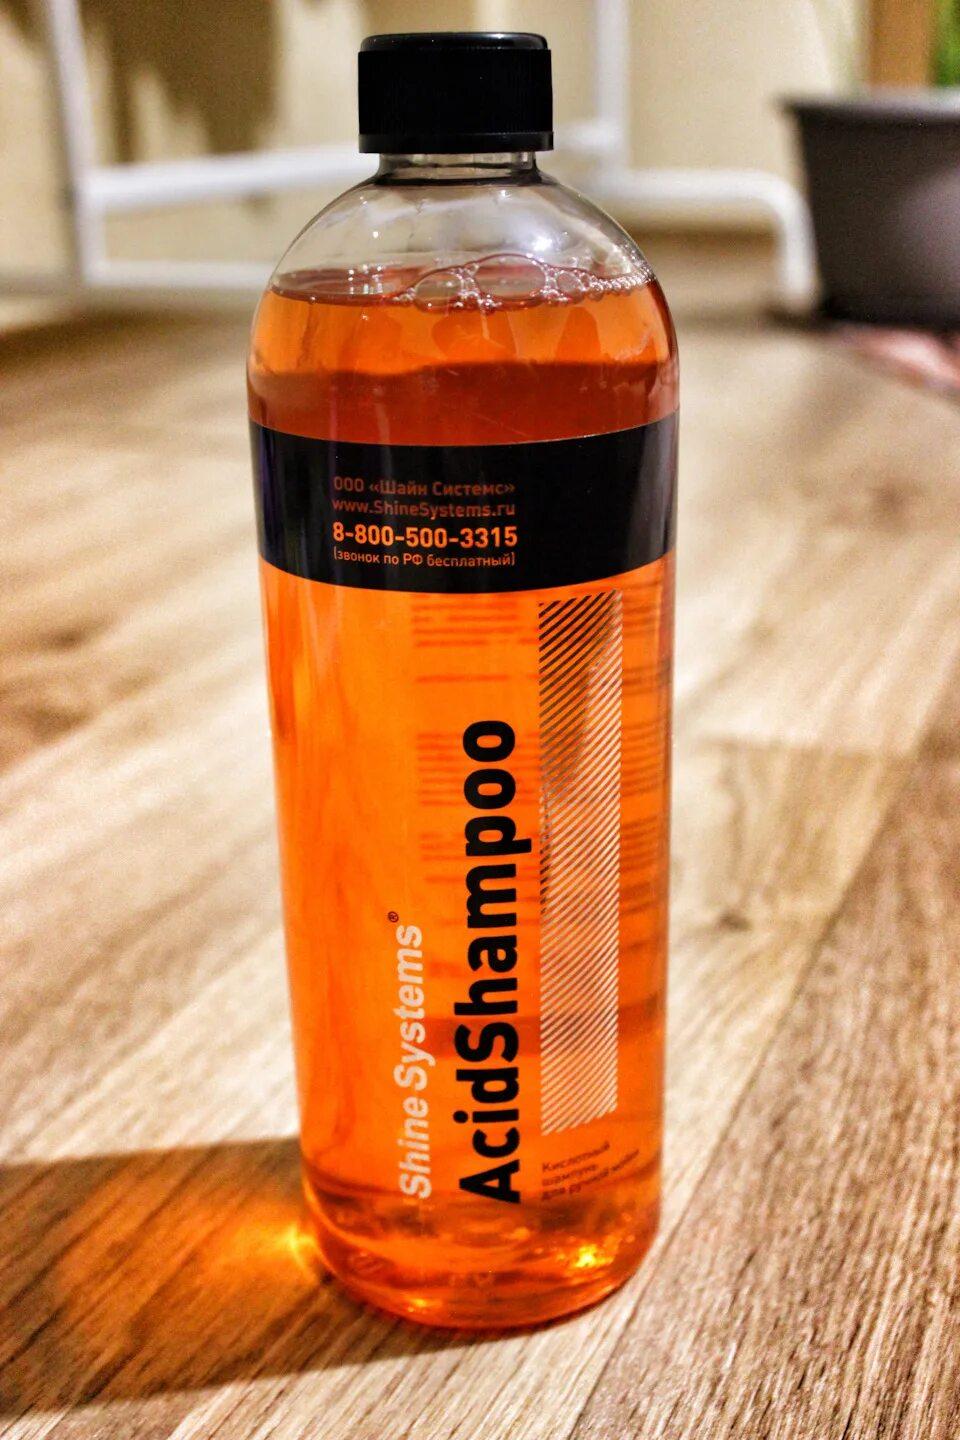 ООО «Шайн Системс»
www.ShineSystems.ru
8-800-500-3315
(звонок по РФ бесплатный)
Shine Systems®
AcidShampoo
Кислотный
шампунь
для ручной мойки